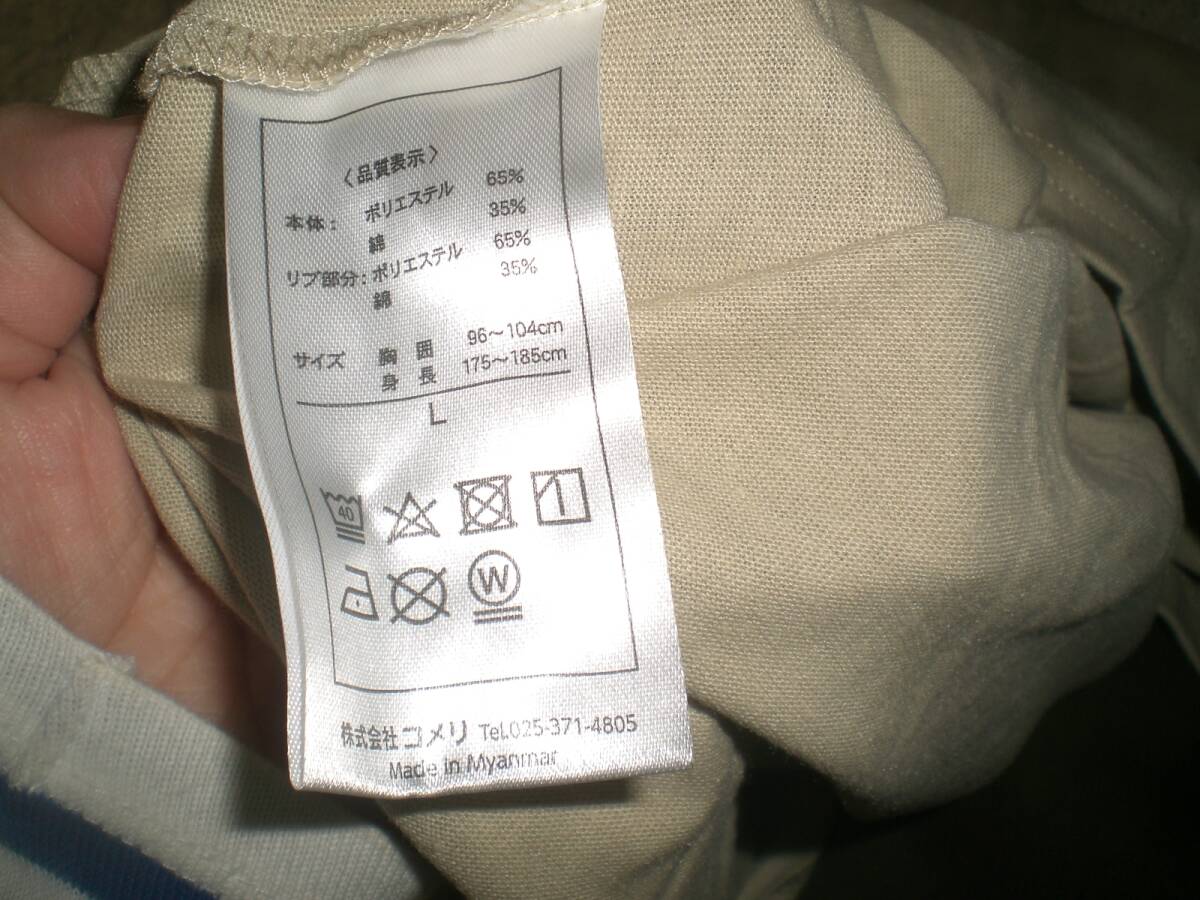 〈品質表示〉
本体： ポリエステル 65%
綿 35%
リブ部分：ポリエステル 65%
綿 35%
サイズ 胸囲 96～104cm
身長 175～185cm
L
40
W
株式会社コメリ Tel.025-371-4805
Made in Myanmar